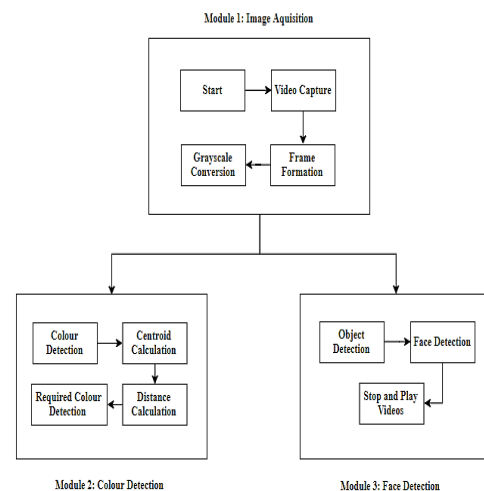 Module 1: Image Aquisition
Start
Video Capture
Grayscale
Conversion
Frame
Formation
Colour
Detection
Centroid
Calculation
Required Colour
Detection
Distance
Calculation
Module 2: Colour Detection
Object
Detection
Face Detection
Stop and Play
Videos
Module 3: Face Detection